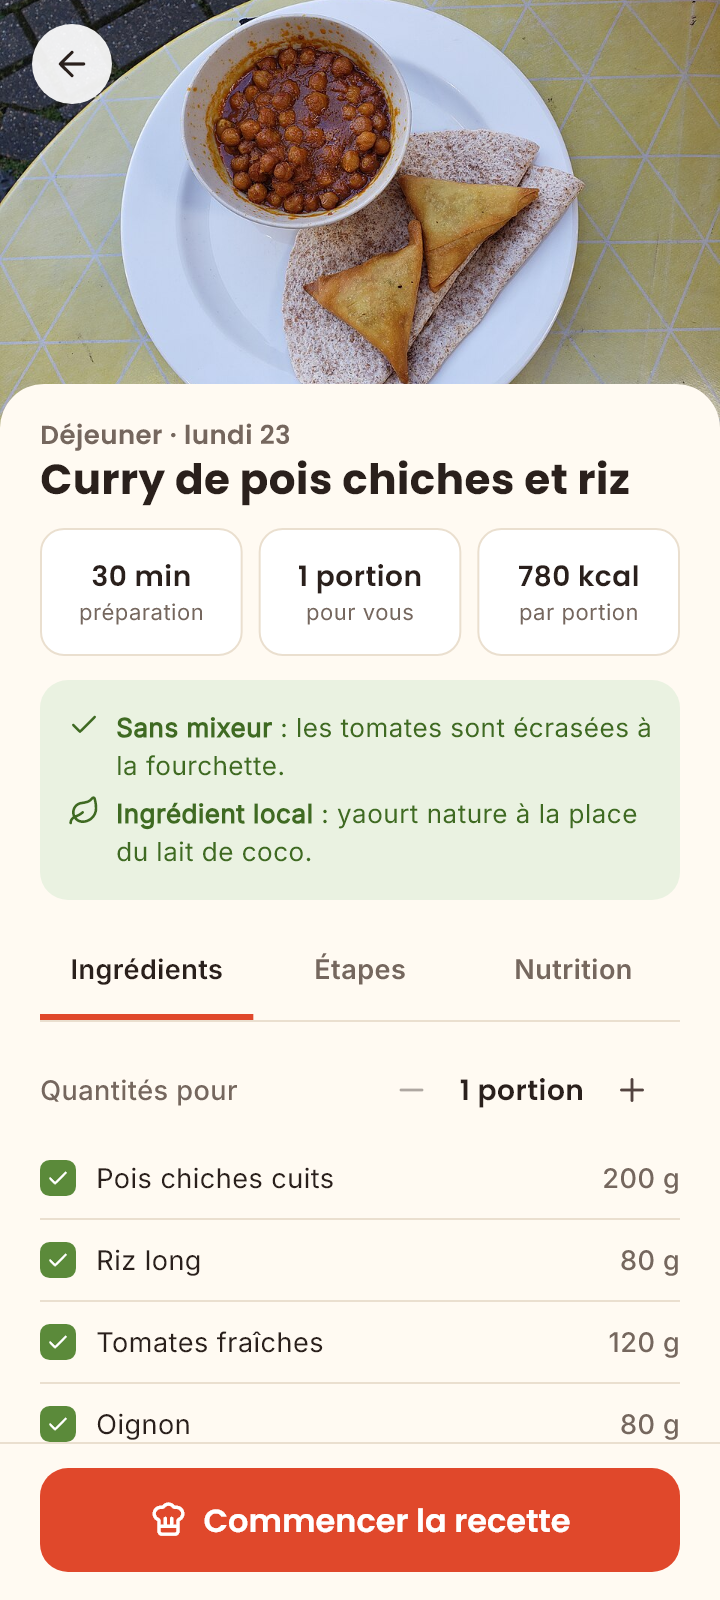 Déjeuner · lundi 23
Curry de pois chiches et riz
30 min
préparation
1 portion
pour vous
780 kcal
par portion
Sans mixeur : les tomates sont écrasées à
la fourchette.
Ingrédient local : yaourt nature à la place
du lait de coco.
Ingrédients
Étapes
Nutrition
Quantités pour
1 portion
Pois chiches cuits 200 g
Riz long 80 g
Tomates fraîches 120 g
Oignon 80 g
Commencer la recette